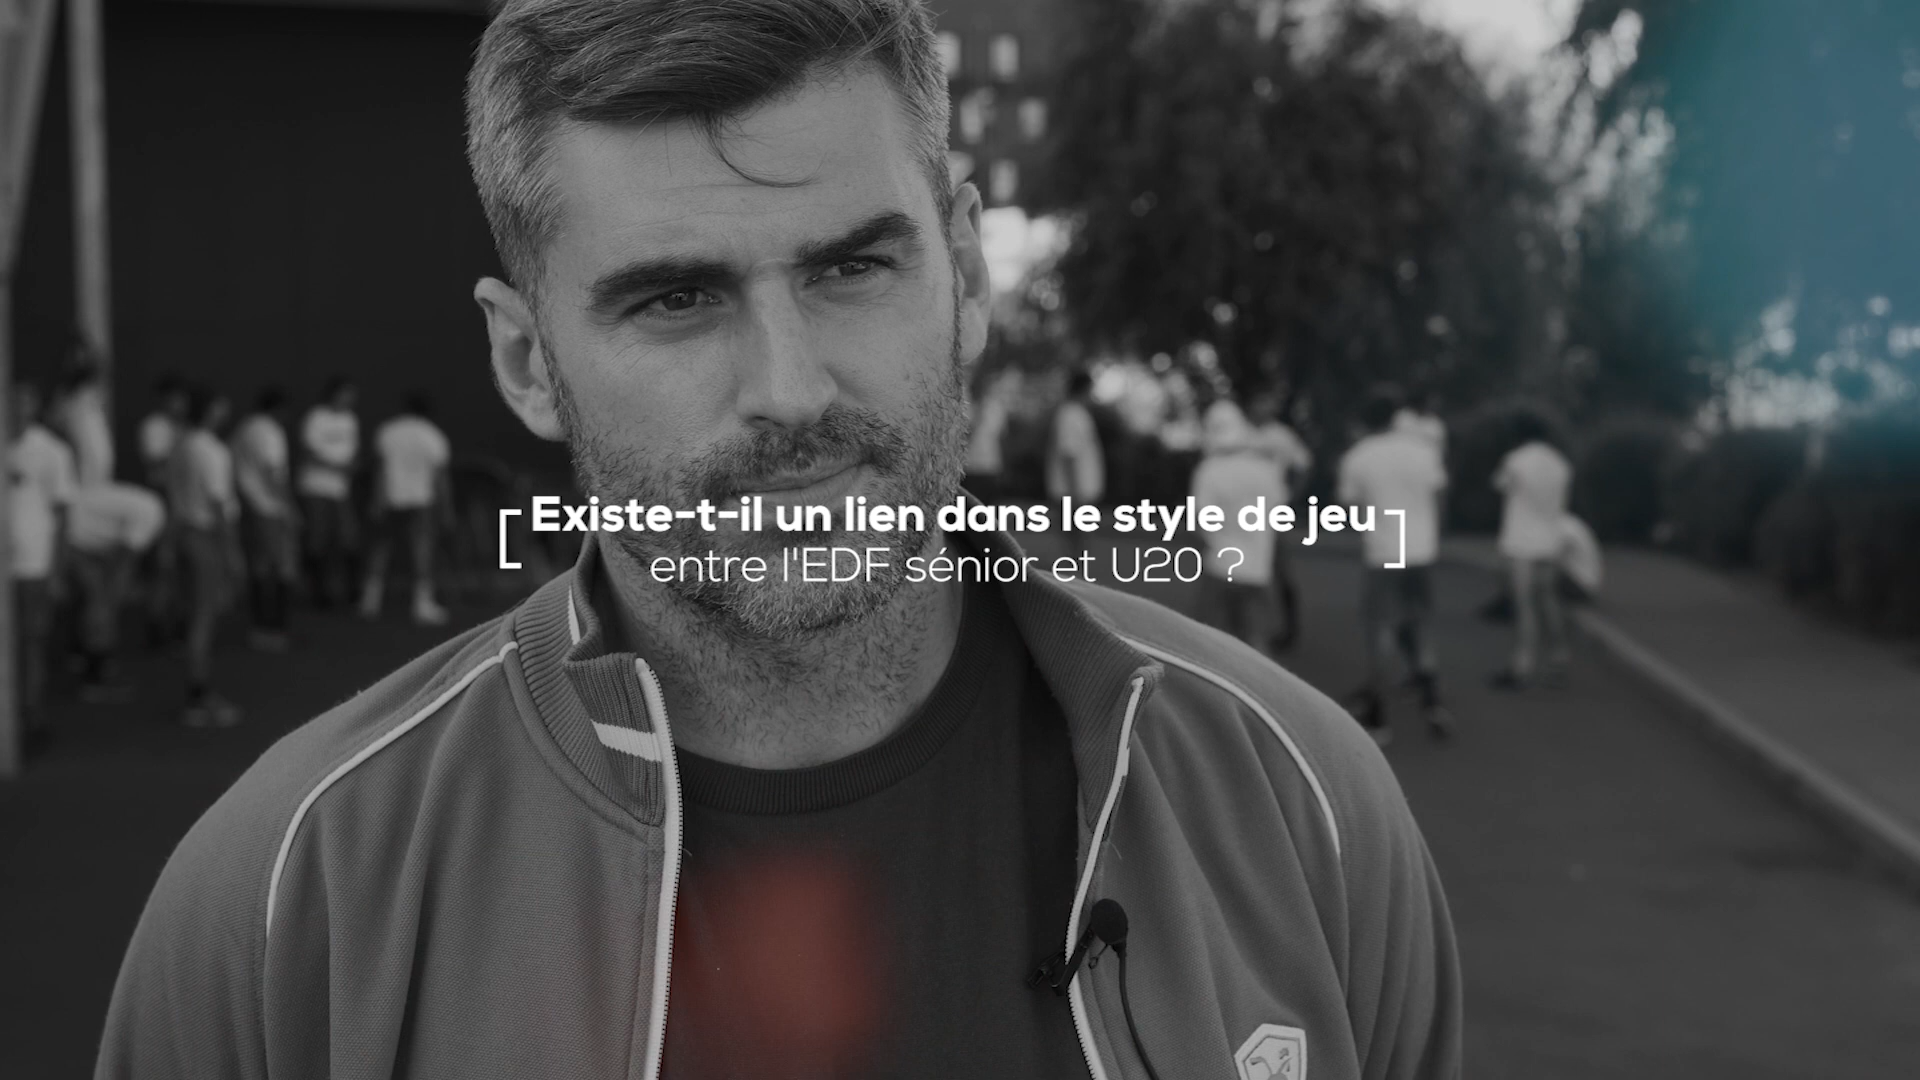 Existe-t-il un lien dans le style de jeu
entre l'EDF sénior et U20 ?